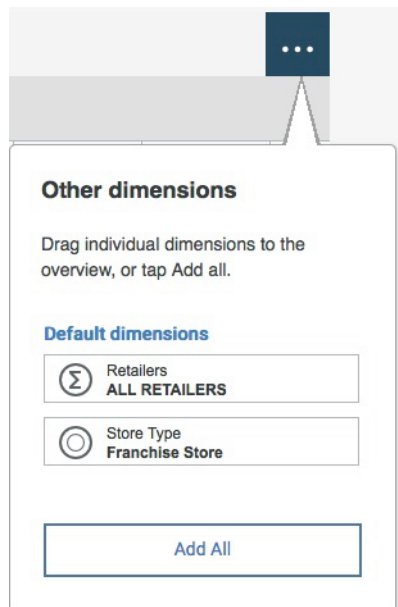 ...
Other dimensions
Drag individual dimensions to the
overview, or tap Add all.
Default dimensions
Σ
Retailers
ALL RETAILERS
Store Type
Franchise Store
Add All